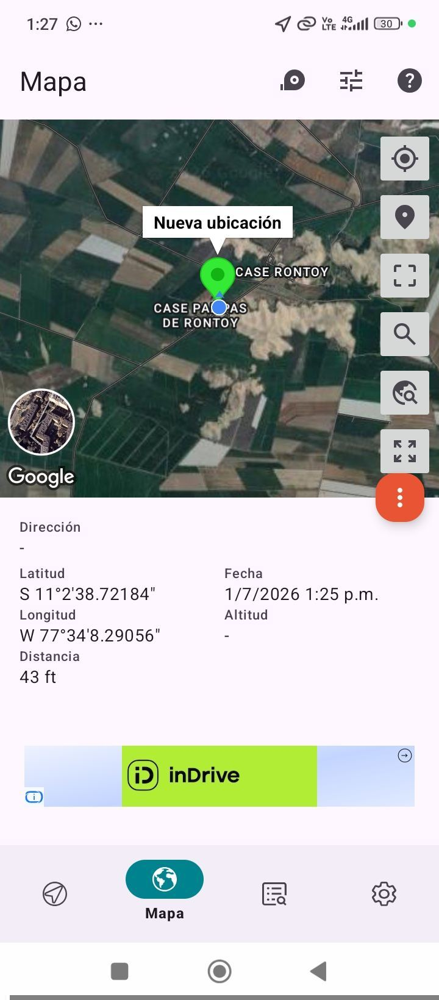 1:27
Vo LTE
4G
30
Mapa
Nueva ubicación
CASE RONTOY
CASE PAMPAS
DE RONTOY
Google
Dirección
-
Latitud
Fecha
S 11°2'38.72184"
1/7/2026 1:25 p.m.
Longitud
Altitud
W 77°34'8.29056"
-
Distancia
43 ft
inDrive
Mapa